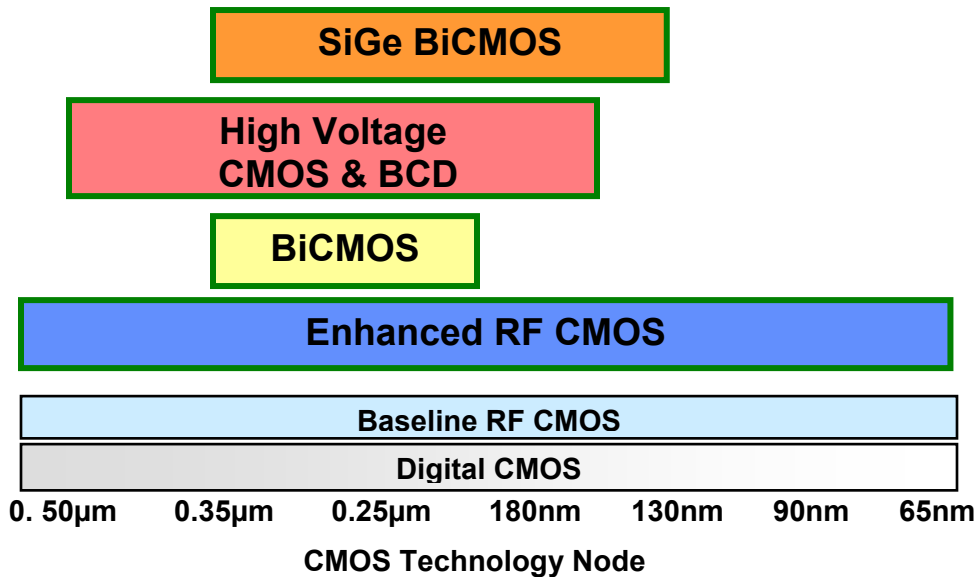 SiGe BiCMOS
High Voltage
CMOS & BCD
BiCMOS
Enhanced RF CMOS
Baseline RF CMOS
Digital CMOS
0. 50µm 0.35µm 0.25µm 180nm 130nm 90nm 65nm
CMOS Technology Node